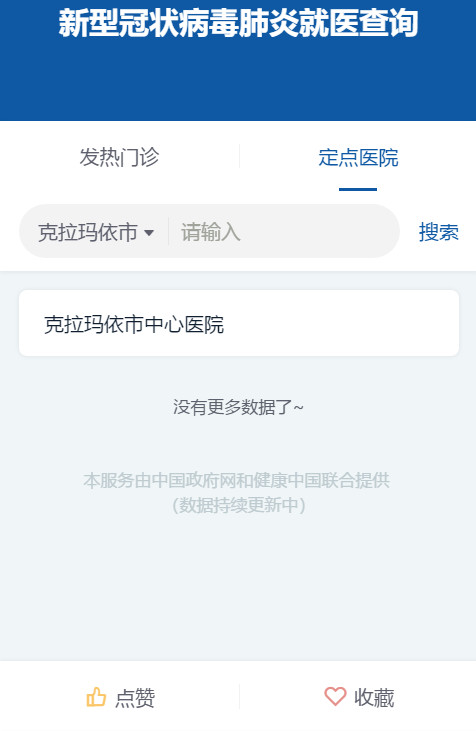 新型冠状病毒肺炎就医查询
发热门诊 定点医院
克拉玛依市 请输入 搜索
克拉玛依市中心医院
没有更多数据了~
本服务由中国政府网和健康中国联合提供
（数据持续更新中）
点赞 收藏